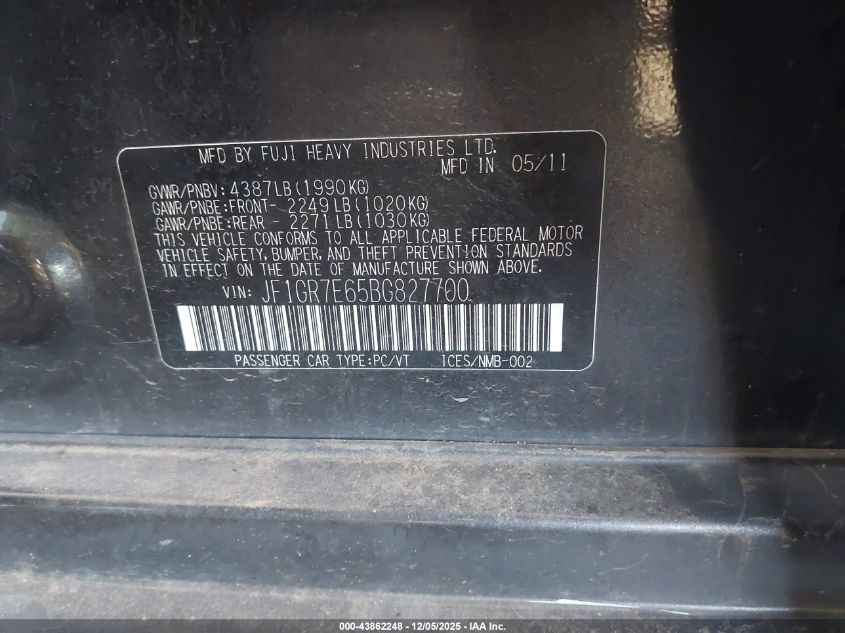 MFD BY FUJI HEAVY INDUSTRIES LTD.
MFD IN 05/11
GVWR/PNBV: 4387LB(1990KG)
GAWR/PNBE:FRONT- 2249LB(1020KG)
GAWR/PNBE:REAR - 2271LB(1030KG)
THIS VEHICLE CONFORMS TO ALL APPLICABLE FEDERAL MOTOR
VEHICLE SAFETY, BUMPER, AND THEFT PREVENTION STANDARDS
IN EFFECT ON THE DATE OF MANUFACTURE SHOWN ABOVE.
VIN: JF1GR7E65BG827700
PASSENGER CAR TYPE:PC/VT ICES/NMB-002
000-43862248 - 12/05/2025 - IAA Inc.